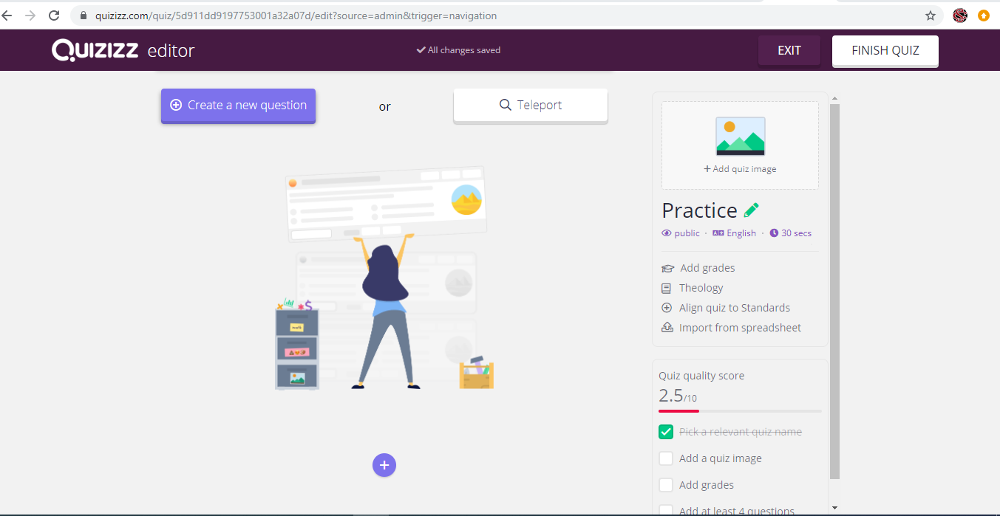 quizizz.com/quiz/5d911dd9197753001a32a07d/edit?source=admin&trigger=navigation
QUIZIZZ editor
All changes saved
EXIT
FINISH QUIZ
Create a new question
or
Teleport
+ Add quiz image
Practice
public · English · 30 secs
Add grades
Theology
Align quiz to Standards
Import from spreadsheet
Quiz quality score
2.5/10
Pick a relevant quiz name
Add a quiz image
Add grades
Add at least 4 questions